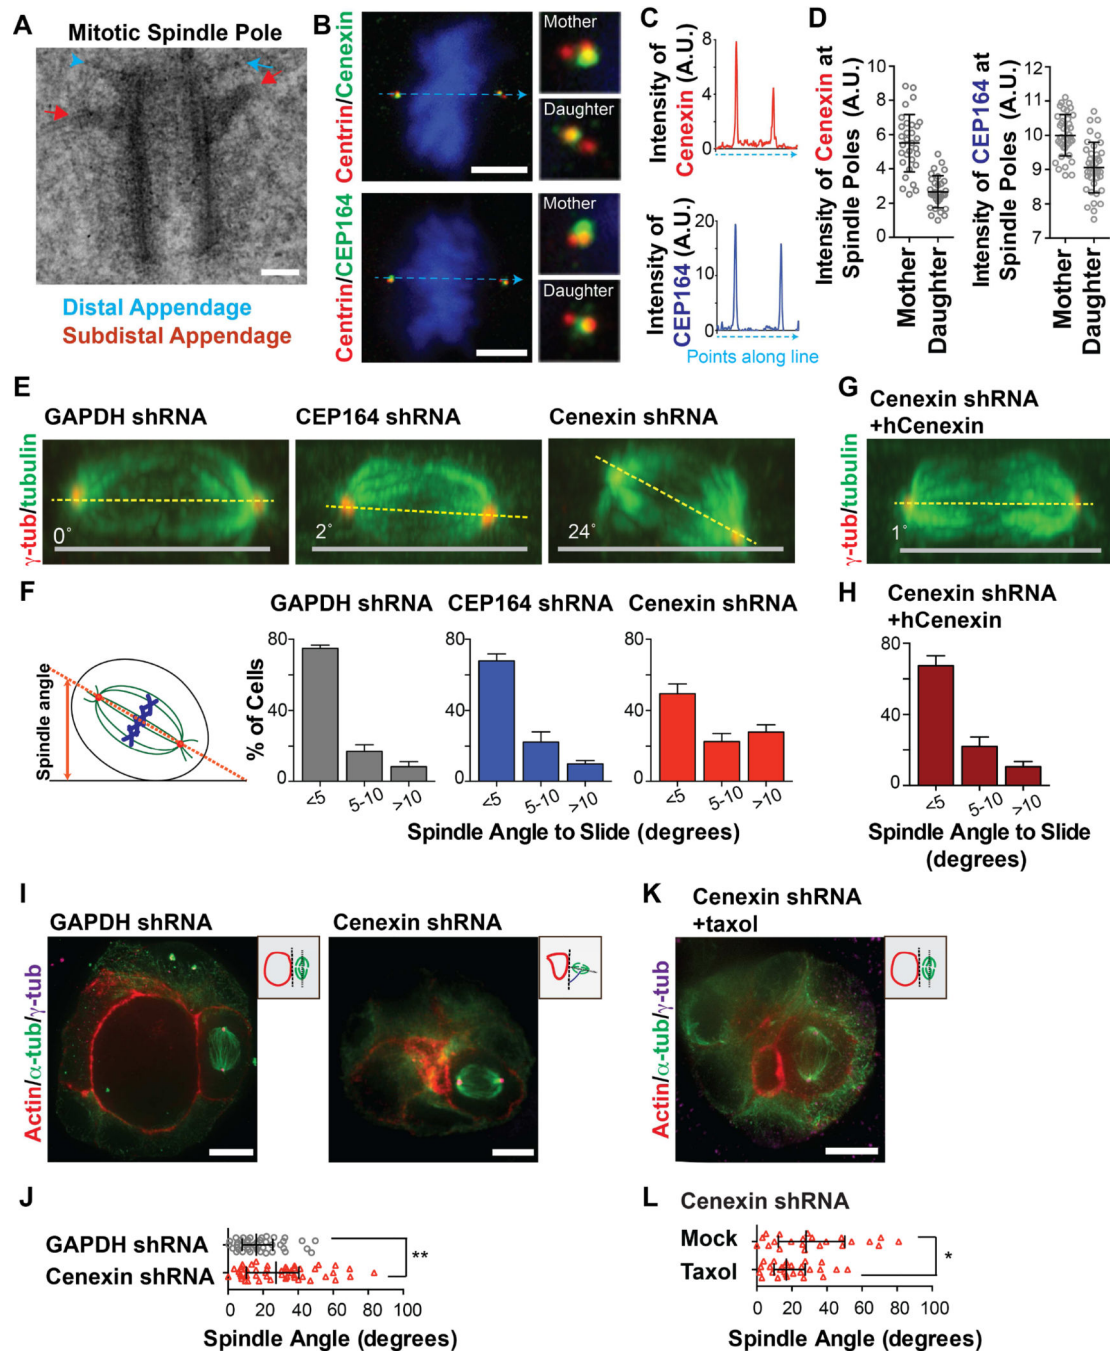 A
Mitotic Spindle Pole
Distal Appendage
Subdistal Appendage
B
Centrin/Cenexin
Mother
Daughter
Centrin/CEP164
Mother
Daughter
C
Intensity of
Cenexin (A.U.)
8
4
0
Intensity of
CEP164 (A.U.)
20
10
0
Points along line
D
Intensity of Cenexin at
Spindle Poles (A.U.)
10
8
6
4
2
0
Mother
Daughter
Intensity of CEP164 at
Spindle Poles (A.U.)
12
11
10
9
8
7
Mother
Daughter
E
GAPDH shRNA
CEP164 shRNA
Cenexin shRNA
γ-tub/tubulin
0°
2°
24°
G
Cenexin shRNA
+hCenexin
γ-tub/tubulin
1°
F
Spindle angle
GAPDH shRNA
CEP164 shRNA
Cenexin shRNA
% of Cells
80
40
0
<5
5-10
>10
80
40
0
<5
5-10
>10
80
40
0
<5
5-10
>10
Spindle Angle to Slide (degrees)
H
Cenexin shRNA
+hCenexin
80
40
0
<5
5-10
>10
Spindle Angle to Slide
(degrees)
I
GAPDH shRNA
Cenexin shRNA
Actin/α-tub/γ-tub
K
Cenexin shRNA
+taxol
Actin/α-tub/γ-tub
J
GAPDH shRNA
Cenexin shRNA
**
0 20 40 60 80 100
Spindle Angle (degrees)
L
Cenexin shRNA
Mock
Taxol
*
0 20 40 60 80 100
Spindle Angle (degrees)